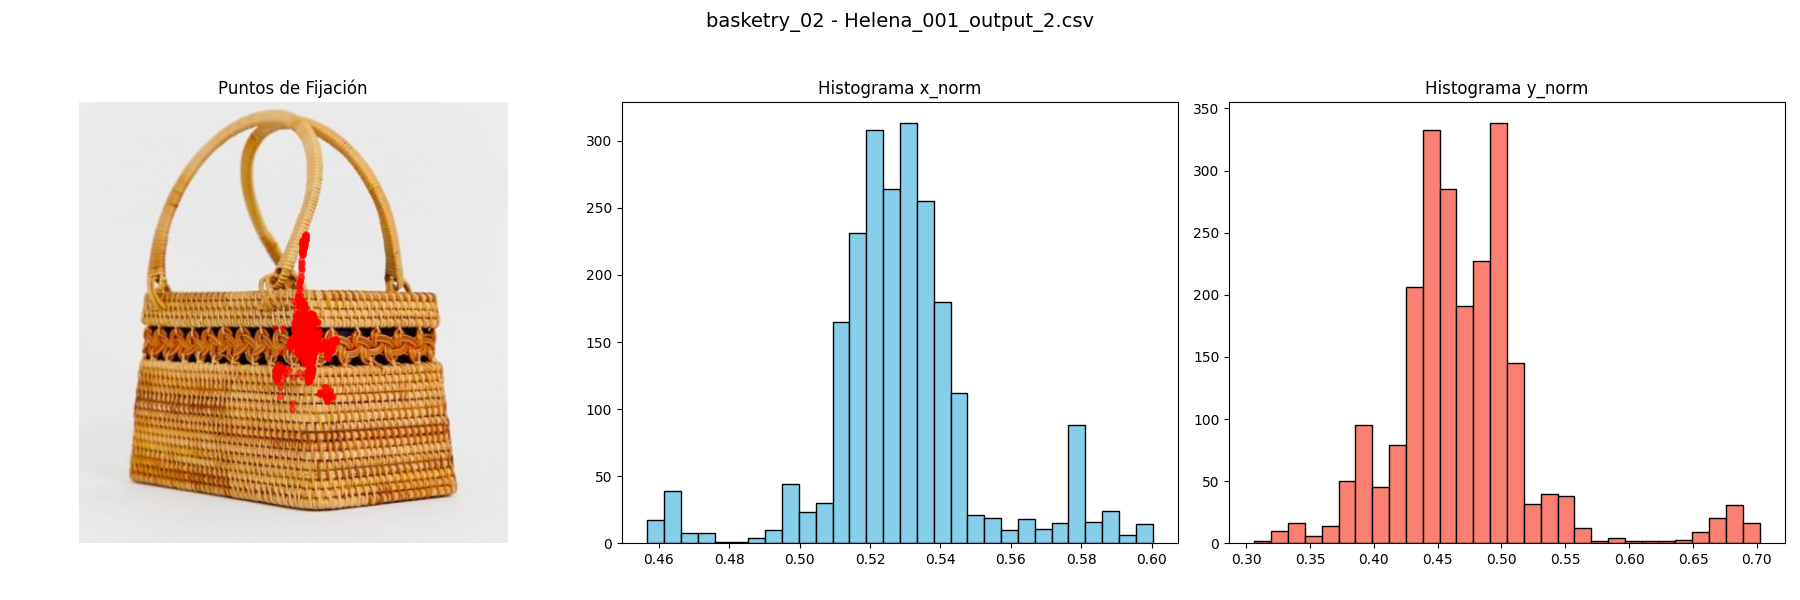 basketry_02 - Helena_001_output_2.csv
Puntos de Fijación
Histograma x_norm
Histograma y_norm
300
250
200
150
100
50
0
0.46 0.48 0.50 0.52 0.54 0.56 0.58 0.60
350
300
250
200
150
100
50
0
0.30 0.35 0.40 0.45 0.50 0.55 0.60 0.65 0.70